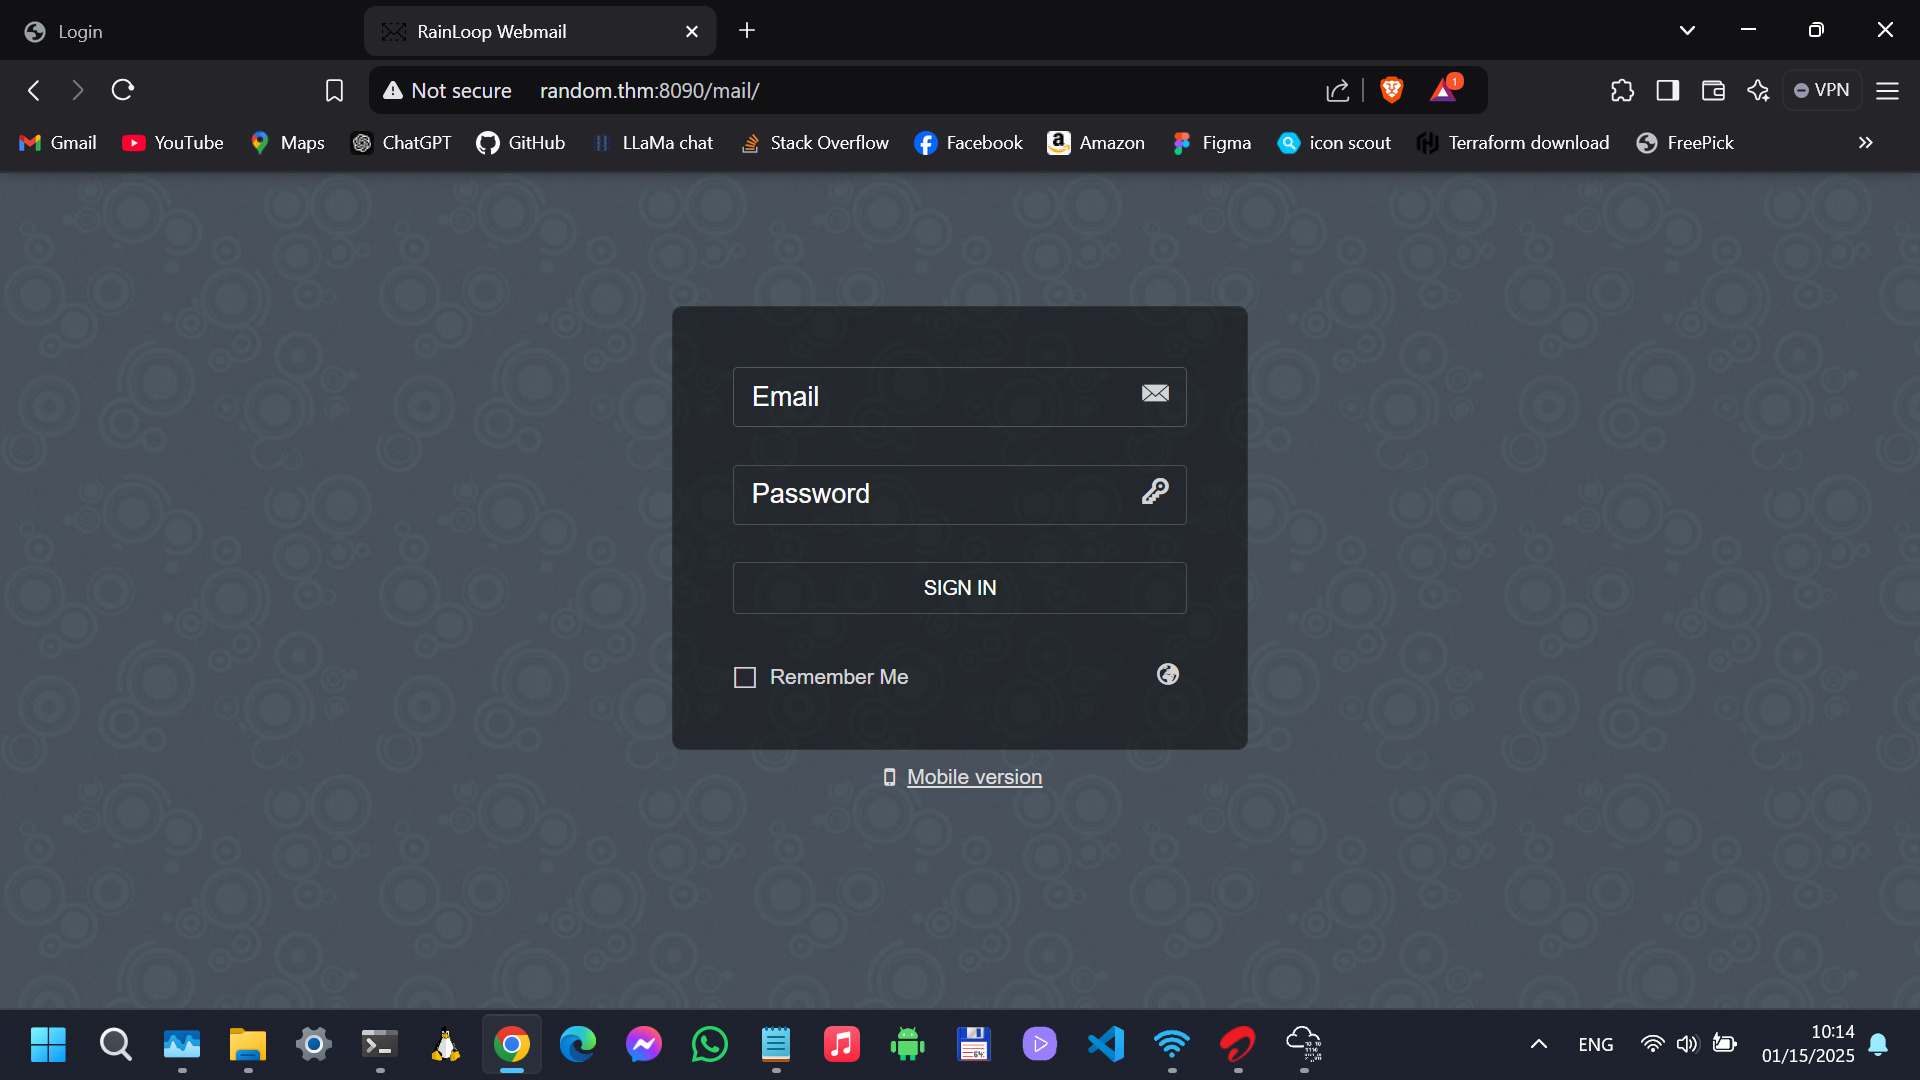 Login
RainLoop Webmail
Not secure
random.thm:8090/mail/
1
VPN
Gmail
YouTube
Maps
ChatGPT
GitHub
LLaMa chat
Stack Overflow
Facebook
Amazon
Figma
icon scout
Terraform download
FreePick
Email
Password
SIGN IN
Remember Me
Mobile version
ENG
10:14
01/15/2025